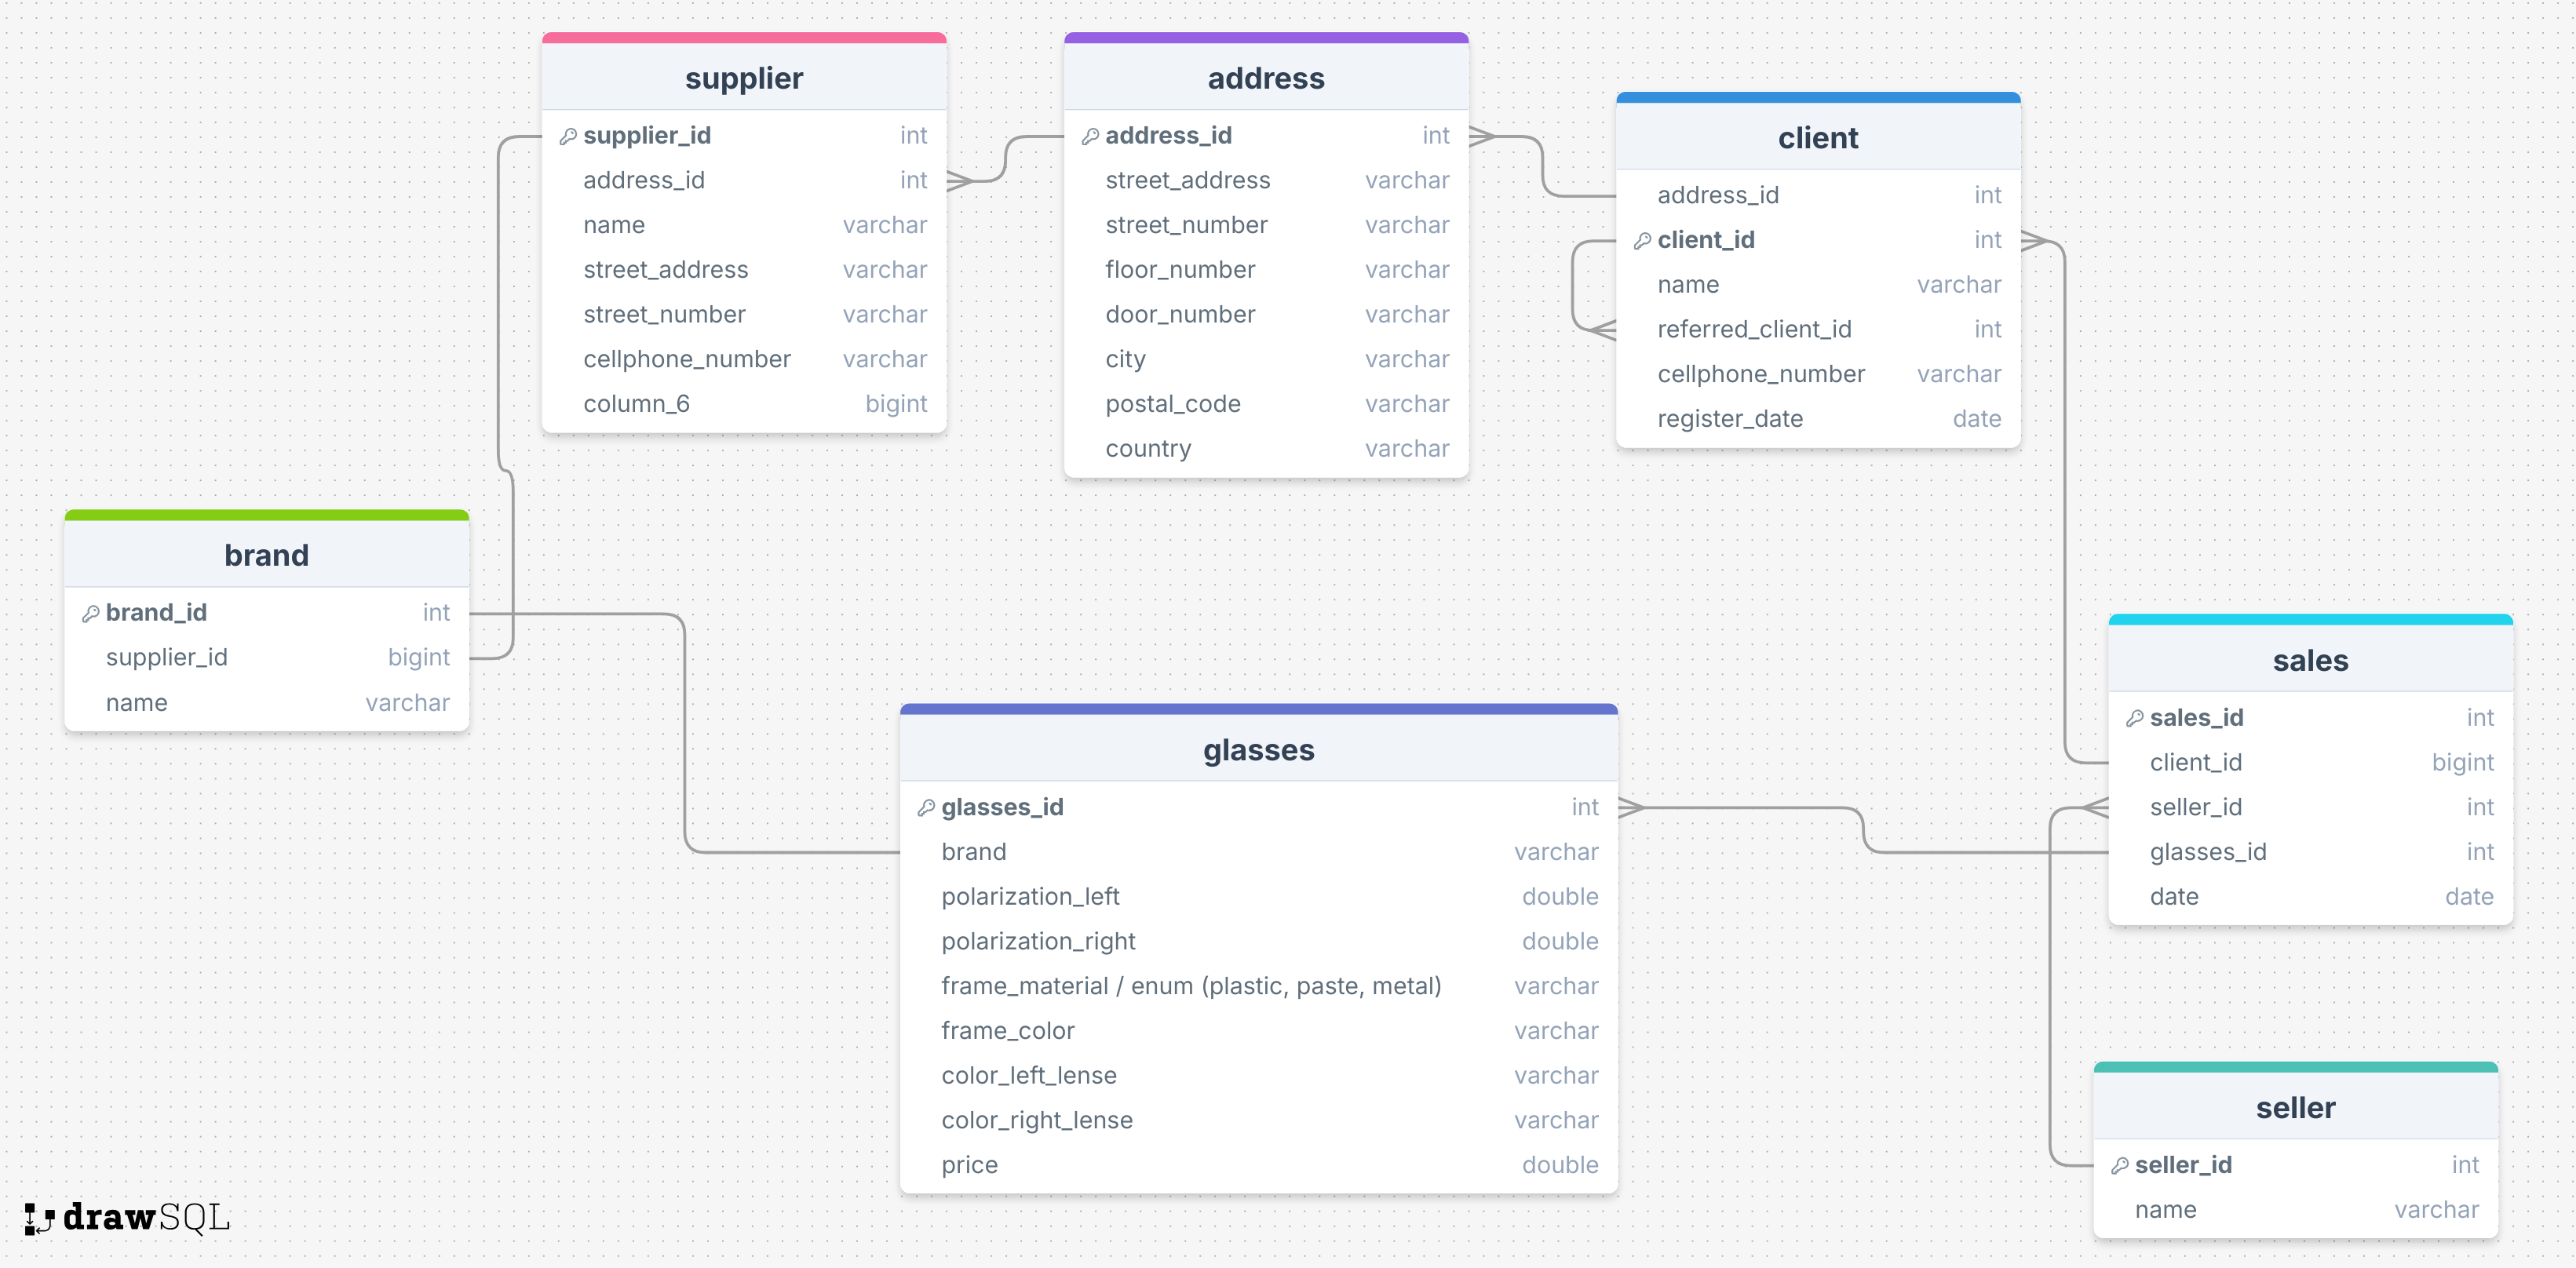 supplier
supplier_id int
address_id int
name varchar
street_address varchar
street_number varchar
cellphone_number varchar
column_6 bigint
address
address_id int
street_address varchar
street_number varchar
floor_number varchar
door_number varchar
city varchar
postal_code varchar
country varchar
client
address_id int
client_id int
name varchar
referred_client_id int
cellphone_number varchar
register_date date
brand
brand_id int
supplier_id bigint
name varchar
glasses
glasses_id int
brand varchar
polarization_left double
polarization_right double
frame_material / enum (plastic, paste, metal) varchar
frame_color varchar
color_left_lense varchar
color_right_lense varchar
price double
sales
sales_id int
client_id bigint
seller_id int
glasses_id int
date date
seller
seller_id int
name varchar
drawSQL